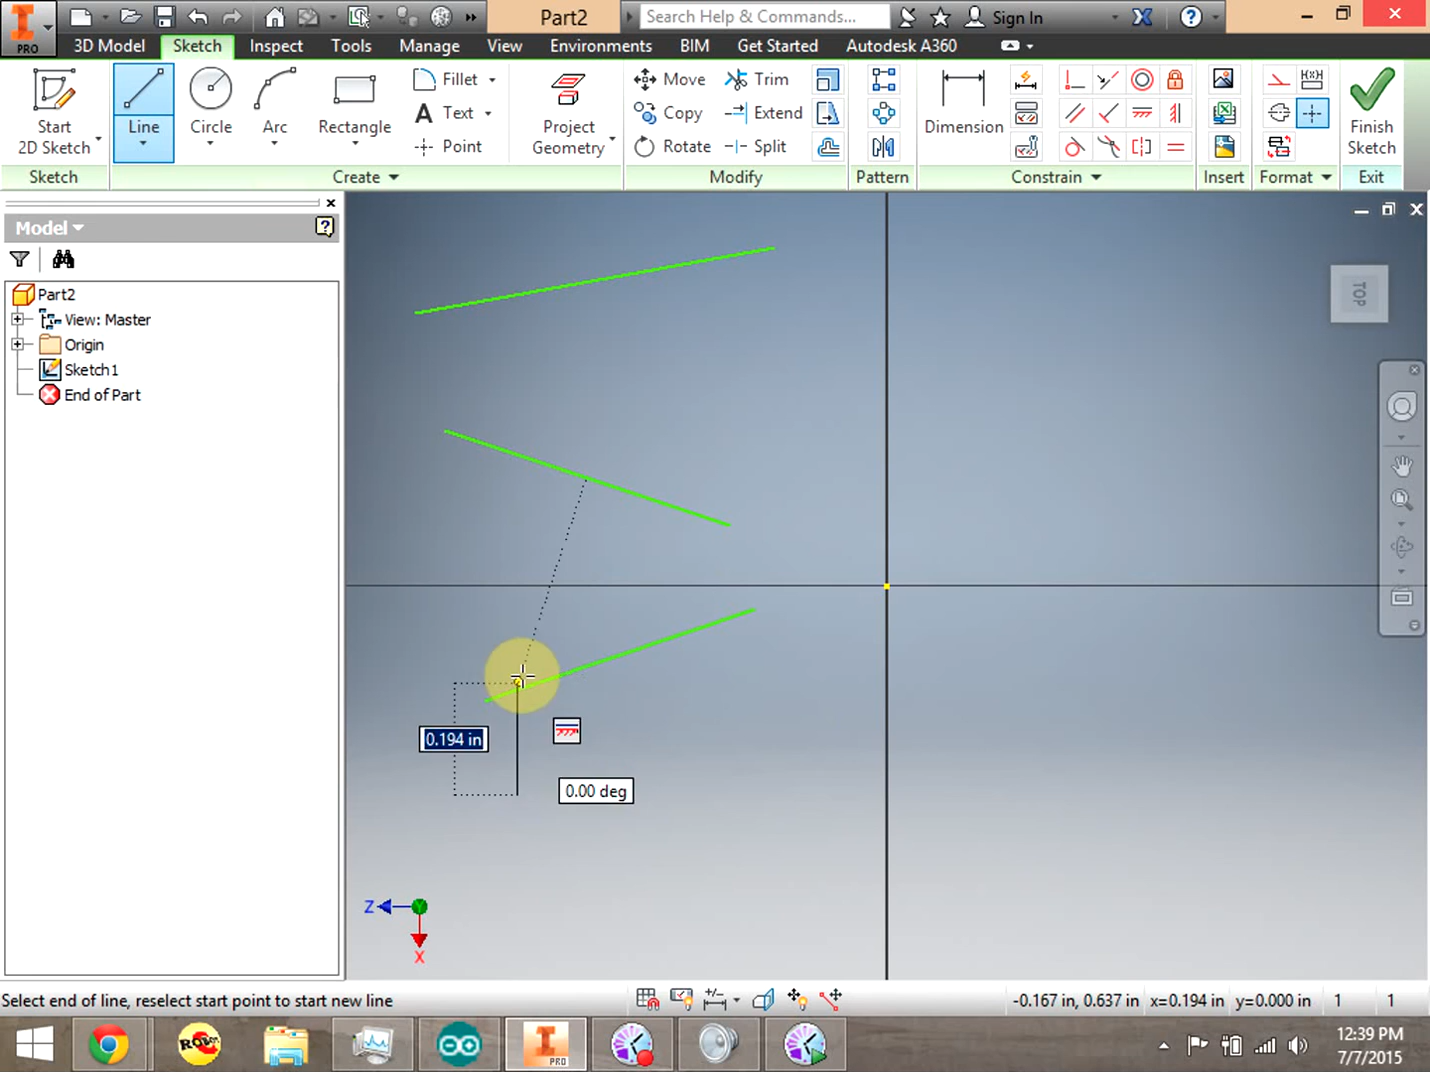 PRO
Part2
Search Help & Commands...
Sign In
3D Model
Sketch
Inspect
Tools
Manage
View
Environments
BIM
Get Started
Autodesk A360
Start
2D Sketch
Line
Circle
Arc
Rectangle
Fillet
Text
Point
Project
Geometry
Move
Copy
Rotate
Trim
Extend
Split
Dimension
Finish
Sketch
Sketch
Create
Modify
Pattern
Constrain
Insert
Format
Exit
Model
Part2
View: Master
Origin
Sketch1
End of Part
TOP
0.194 in
0.00 deg
Z
X
Select end of line, reselect start point to start new line
-0.167 in, 0.637 in
x=0.194 in
y=0.000 in
1
1
ROBOT
PRO
12:39 PM
7/7/2015